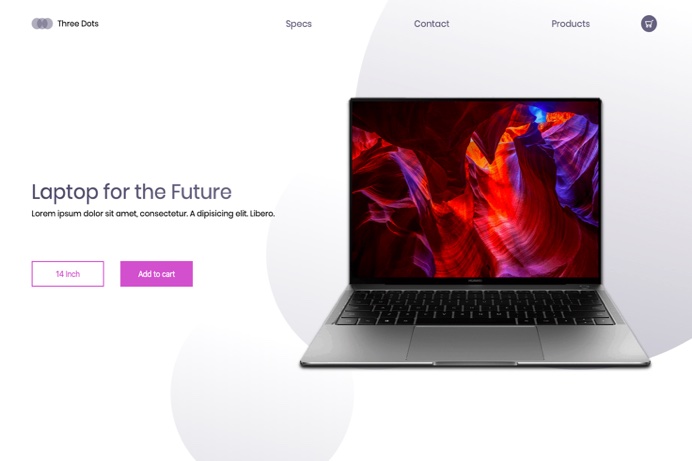 Three Dots
Specs
Contact
Products
Laptop for the Future
Lorem ipsum dolor sit amet, consectetur. A dipisicing elit. Libero.
14 inch
Add to cart